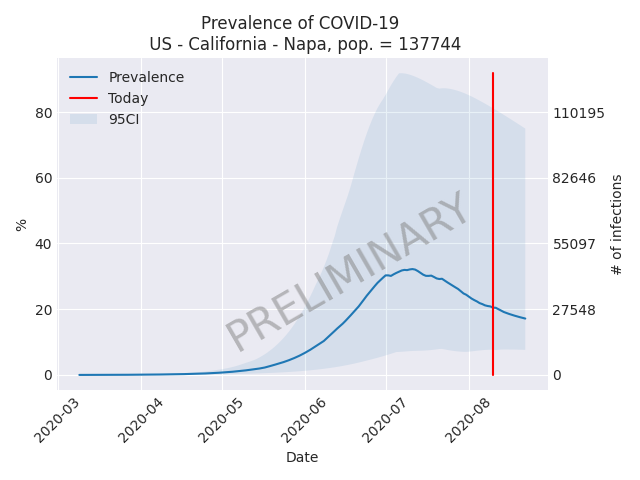 Prevalence of COVID-19
US - California - Napa, pop. = 137744
Prevalence
Today
95CI
%
80
60
40
20
0
110195
82646
55097
27548
0
# of infections
PRELIMINARY
2020-03
2020-04
2020-05
2020-06
2020-07
2020-08
Date